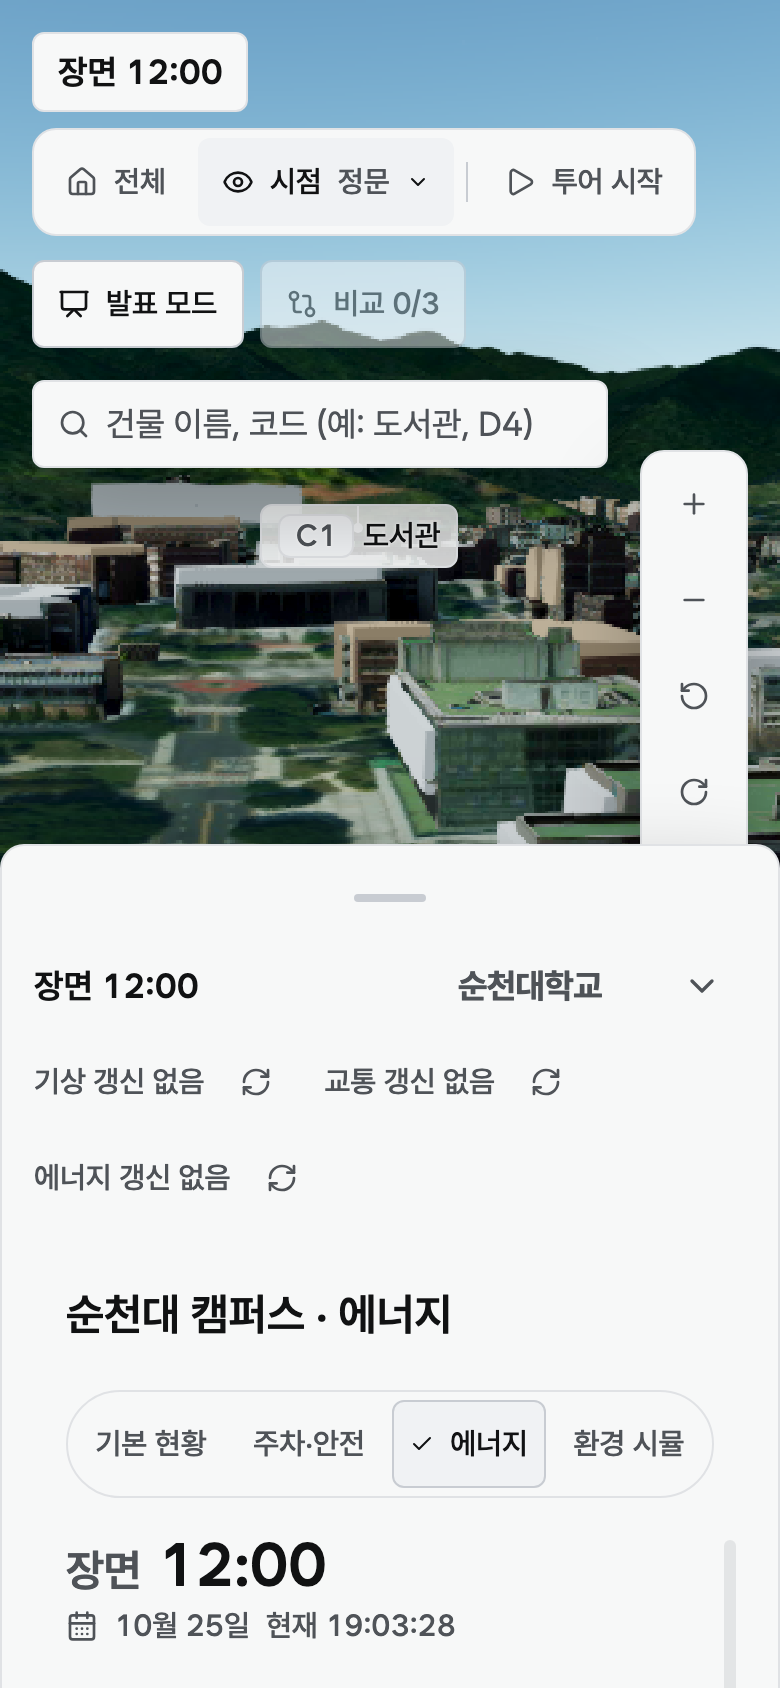 장면 12:00
전체 시점 정문 투어 시작
발표 모드 비교 0/3
건물 이름, 코드 (예: 도서관, D4)
C1 도서관
장면 12:00 순천대학교
기상 갱신 없음 교통 갱신 없음
에너지 갱신 없음
순천대 캠퍼스 · 에너지
기본 현황 주차·안전 에너지 환경 시뮬
장면 12:00
10월 25일 현재 19:03:28